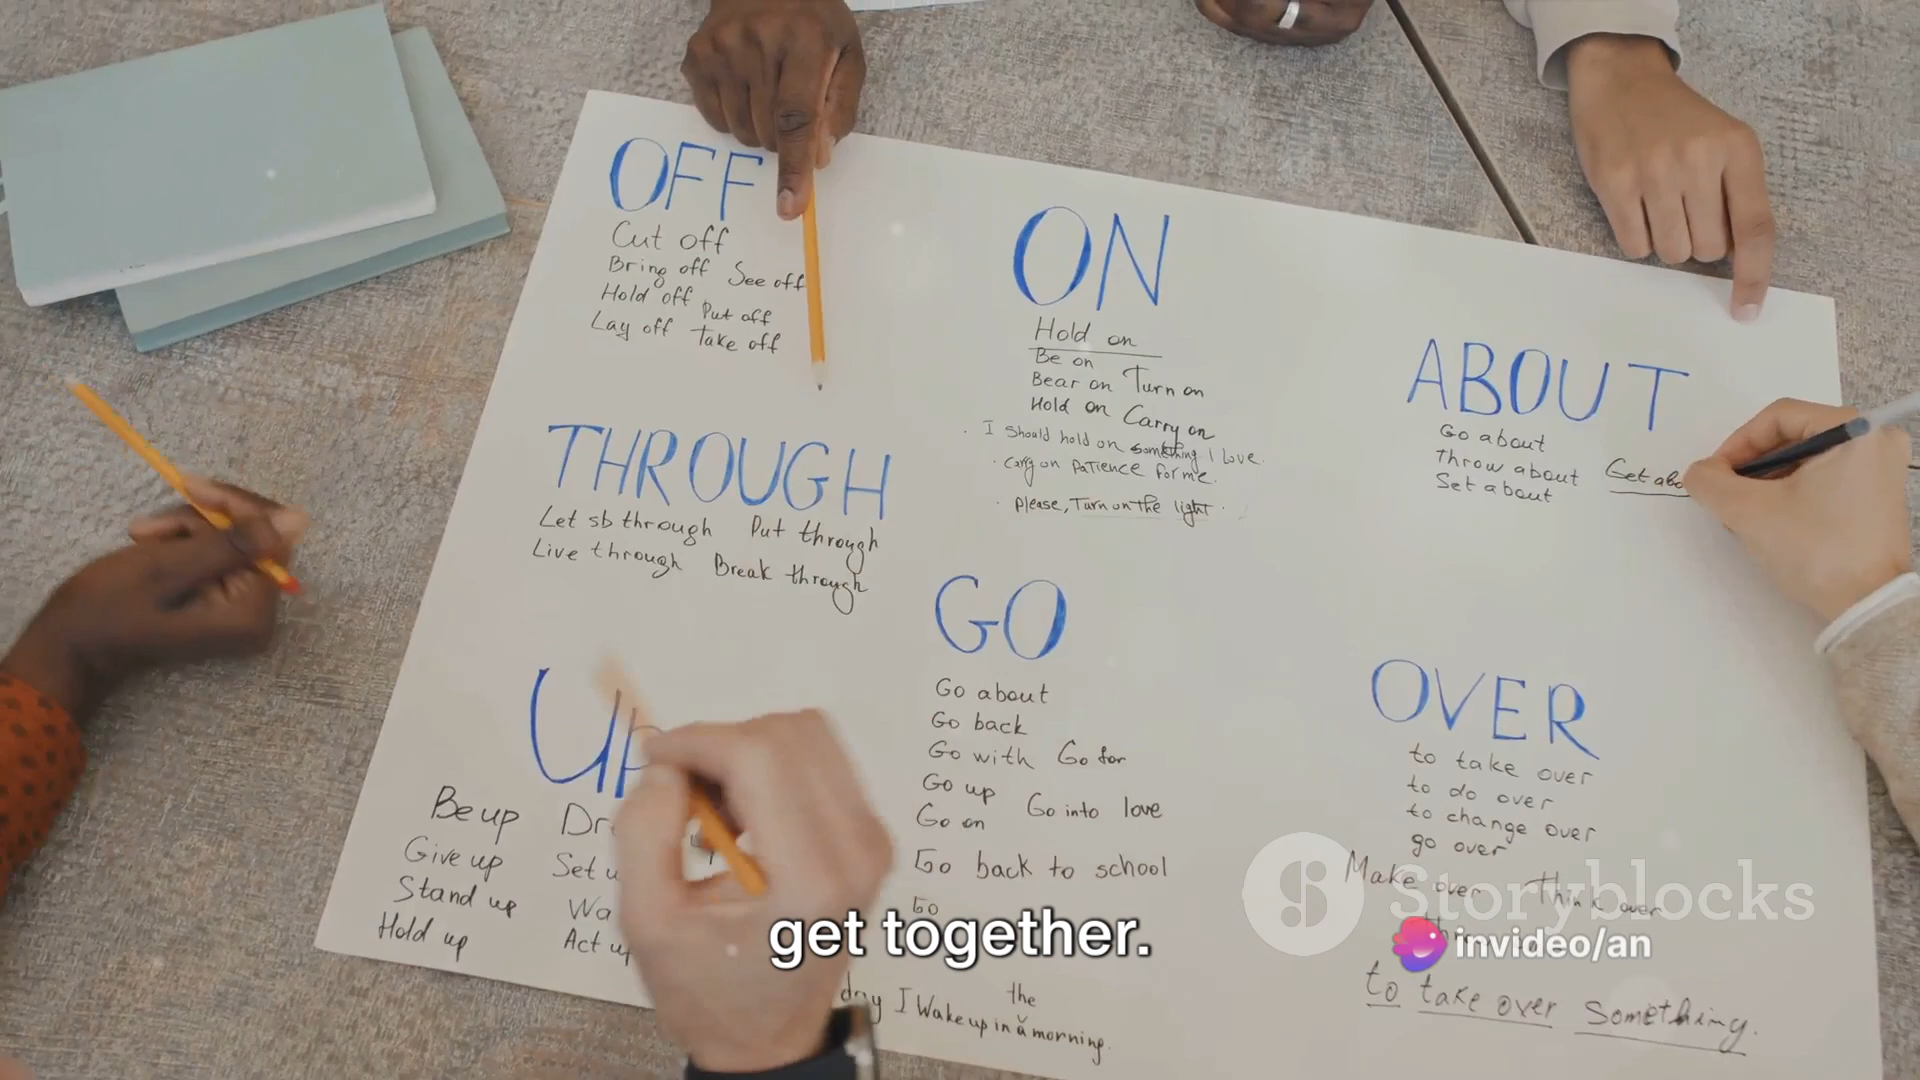 OFF
Cut off
Bring off See off
Hold off Put off
Lay off Take off
ON
Hold on
Be on
Bear on Turn on
Hold on Carry on
· I should hold on something I love.
· Carry on patience for me.
· Please, Turn on the light.
ABOUT
Go about
Throw about
Set about
THROUGH
Let sb through Put through
Live through Break through
GO
Go about
Go back
Go with Go for
Go up Go into love
Go on
Go back to school
Go
UP
Be up
Give up Set
Stand up
Hold up Act up
day I Wake up in the morning.
OVER
to take over
to do over
to change over
go over
Make over Think over
to take over something.
get together.
Storyblocks
invideo/an